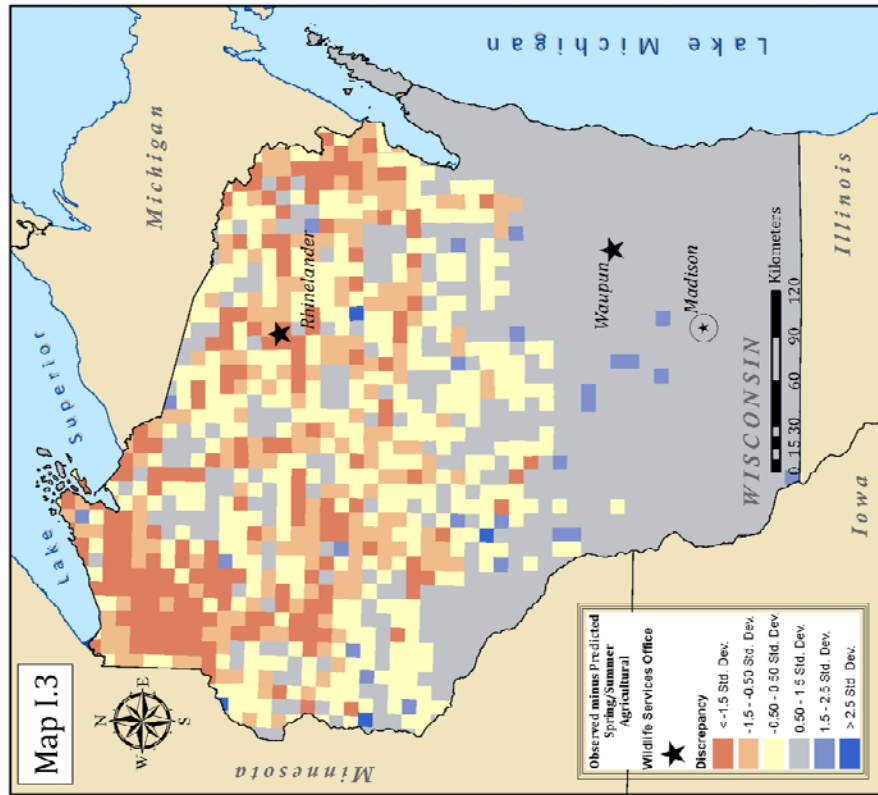 Map I.3
N
W
E
S
Lake Superior
Michigan
Lake Michigan
Minnesota
Rhinelander
Waupun
Madison
WISCONSIN
Iowa
Illinois
0 15 30 60 90 120
Kilometers
Observed minus Predicted
Spring/Summer
Agricultural
Wildlife Services Office
Discrepancy
< -1.5 Std. Dev.
-1.5 - -0.50 Std. Dev.
-0.50 - 0.50 Std. Dev.
0.50 - 1.5 Std. Dev.
1.5 - 2.5 Std. Dev.
> 2.5 Std. Dev.